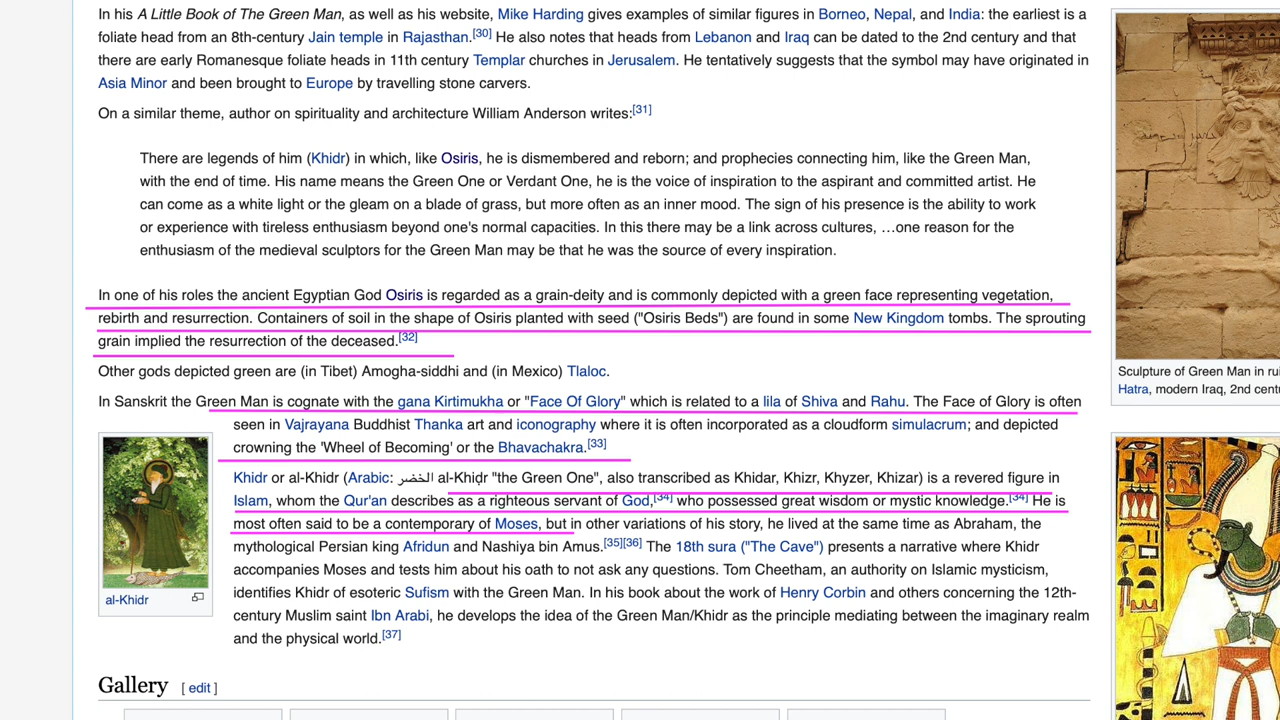 In his A Little Book of The Green Man, as well as his website, Mike Harding gives examples of similar figures in Borneo, Nepal, and India: the earliest is a
foliate head from an 8th-century Jain temple in Rajasthan.[30] He also notes that heads from Lebanon and Iraq can be dated to the 2nd century and that
there are early Romanesque foliate heads in 11th century Templar churches in Jerusalem. He tentatively suggests that the symbol may have originated in
Asia Minor and been brought to Europe by travelling stone carvers.
On a similar theme, author on spirituality and architecture William Anderson writes:[31]
There are legends of him (Khidr) in which, like Osiris, he is dismembered and reborn; and prophecies connecting him, like the Green Man,
with the end of time. His name means the Green One or Verdant One, he is the voice of inspiration to the aspirant and committed artist. He
can come as a white light or the gleam on a blade of grass, but more often as an inner mood. The sign of his presence is the ability to work
or experience with tireless enthusiasm beyond one's normal capacities. In this there may be a link across cultures, …one reason for the
enthusiasm of the medieval sculptors for the Green Man may be that he was the source of every inspiration.
In one of his roles the ancient Egyptian God Osiris is regarded as a grain-deity and is commonly depicted with a green face representing vegetation,
rebirth and resurrection. Containers of soil in the shape of Osiris planted with seed ("Osiris Beds") are found in some New Kingdom tombs. The sprouting
grain implied the resurrection of the deceased.[32]
Other gods depicted green are (in Tibet) Amogha-siddhi and (in Mexico) Tlaloc.
In Sanskrit the Green Man is cognate with the gana Kirtimukha or "Face Of Glory" which is related to a lila of Shiva and Rahu. The Face of Glory is often
seen in Vajrayana Buddhist Thanka art and iconography where it is often incorporated as a cloudform simulacrum; and depicted
crowning the 'Wheel of Becoming' or the Bhavachakra.[33]
Khidr or al-Khidr (Arabic: الخضر al-Khiḍr "the Green One", also transcribed as Khidar, Khizr, Khyzer, Khizar) is a revered figure in
Islam, whom the Qur'an describes as a righteous servant of God,[34] who possessed great wisdom or mystic knowledge.[34] He is
most often said to be a contemporary of Moses, but in other variations of his story, he lived at the same time as Abraham, the
mythological Persian king Afridun and Nashiya bin Amus.[35][36] The 18th sura ("The Cave") presents a narrative where Khidr
accompanies Moses and tests him about his oath to not ask any questions. Tom Cheetham, an authority on Islamic mysticism,
identifies Khidr of esoteric Sufism with the Green Man. In his book about the work of Henry Corbin and others concerning the 12th-
century Muslim saint Ibn Arabi, he develops the idea of the Green Man/Khidr as the principle mediating between the imaginary realm
and the physical world.[37]
al-Khidr
Gallery [ edit ]
Sculpture of Green Man in
Hatra, modern Iraq, 2nd